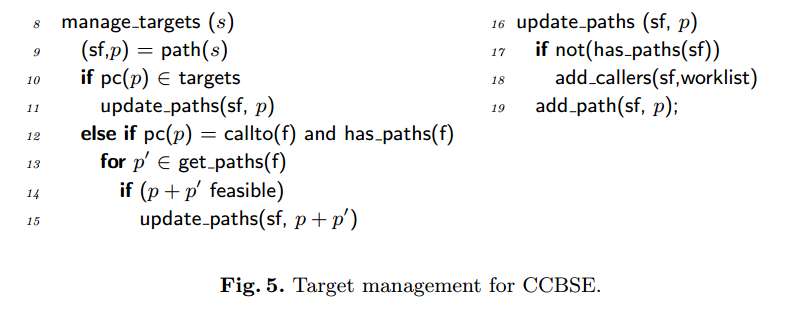 8 manage_targets (s)
9 (sf,p) = path(s)
10 if pc(p) ∈ targets
11 update_paths(sf, p)
12 else if pc(p) = callto(f) and has_paths(f)
13 for p′ ∈ get_paths(f)
14 if (p + p′ feasible)
15 update_paths(sf, p + p′)
16 update_paths (sf, p)
17 if not(has_paths(sf))
18 add_callers(sf,worklist)
19 add_path(sf, p);
Fig. 5. Target management for CCBSE.